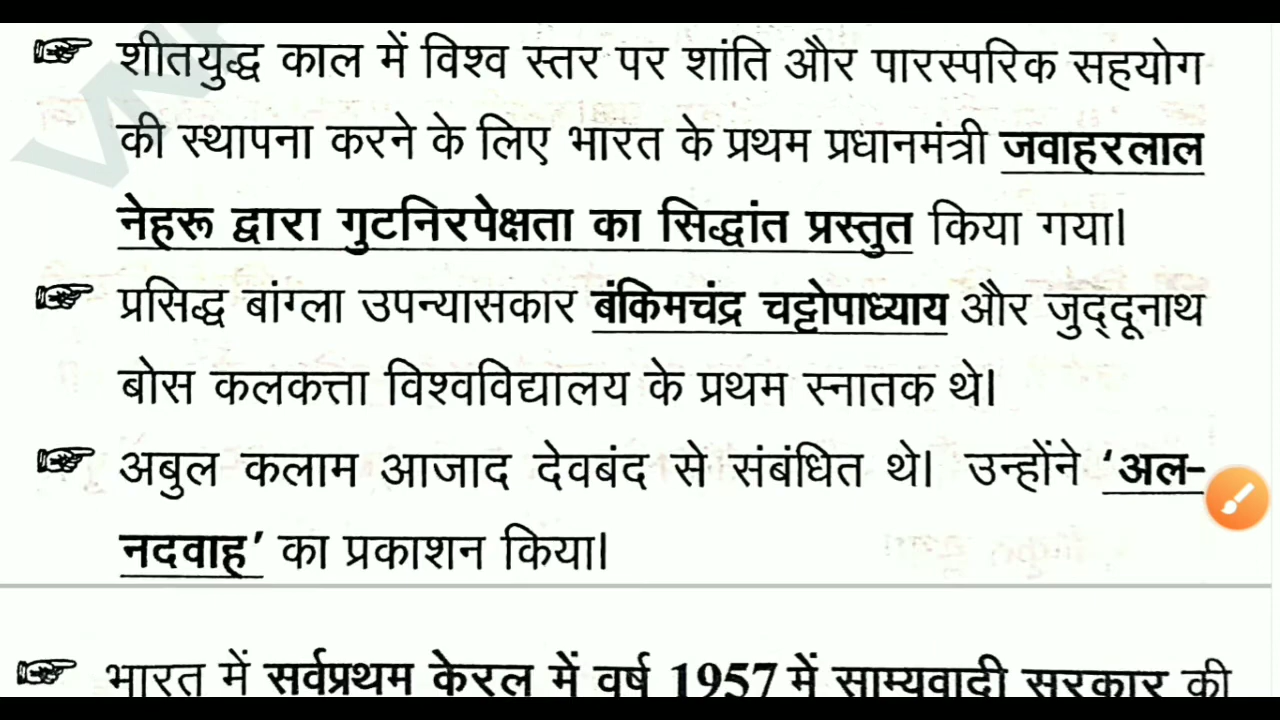 शीतयुद्ध काल में विश्व स्तर पर शांति और पारस्परिक सहयोग
की स्थापना करने के लिए भारत के प्रथम प्रधानमंत्री जवाहरलाल
नेहरू द्वारा गुटनिरपेक्षता का सिद्धांत प्रस्तुत किया गया।
प्रसिद्ध बांग्ला उपन्यासकार बंकिमचंद्र चट्टोपाध्याय और जुद्दूनाथ
बोस कलकत्ता विश्वविद्यालय के प्रथम स्नातक थे।
अबुल कलाम आजाद देवबंद से संबंधित थे। उन्होंने ‘अल-
नदवाह’ का प्रकाशन किया।
भारत में सर्वप्रथम केरल में वर्ष 1957 में साम्यवादी सरकार की